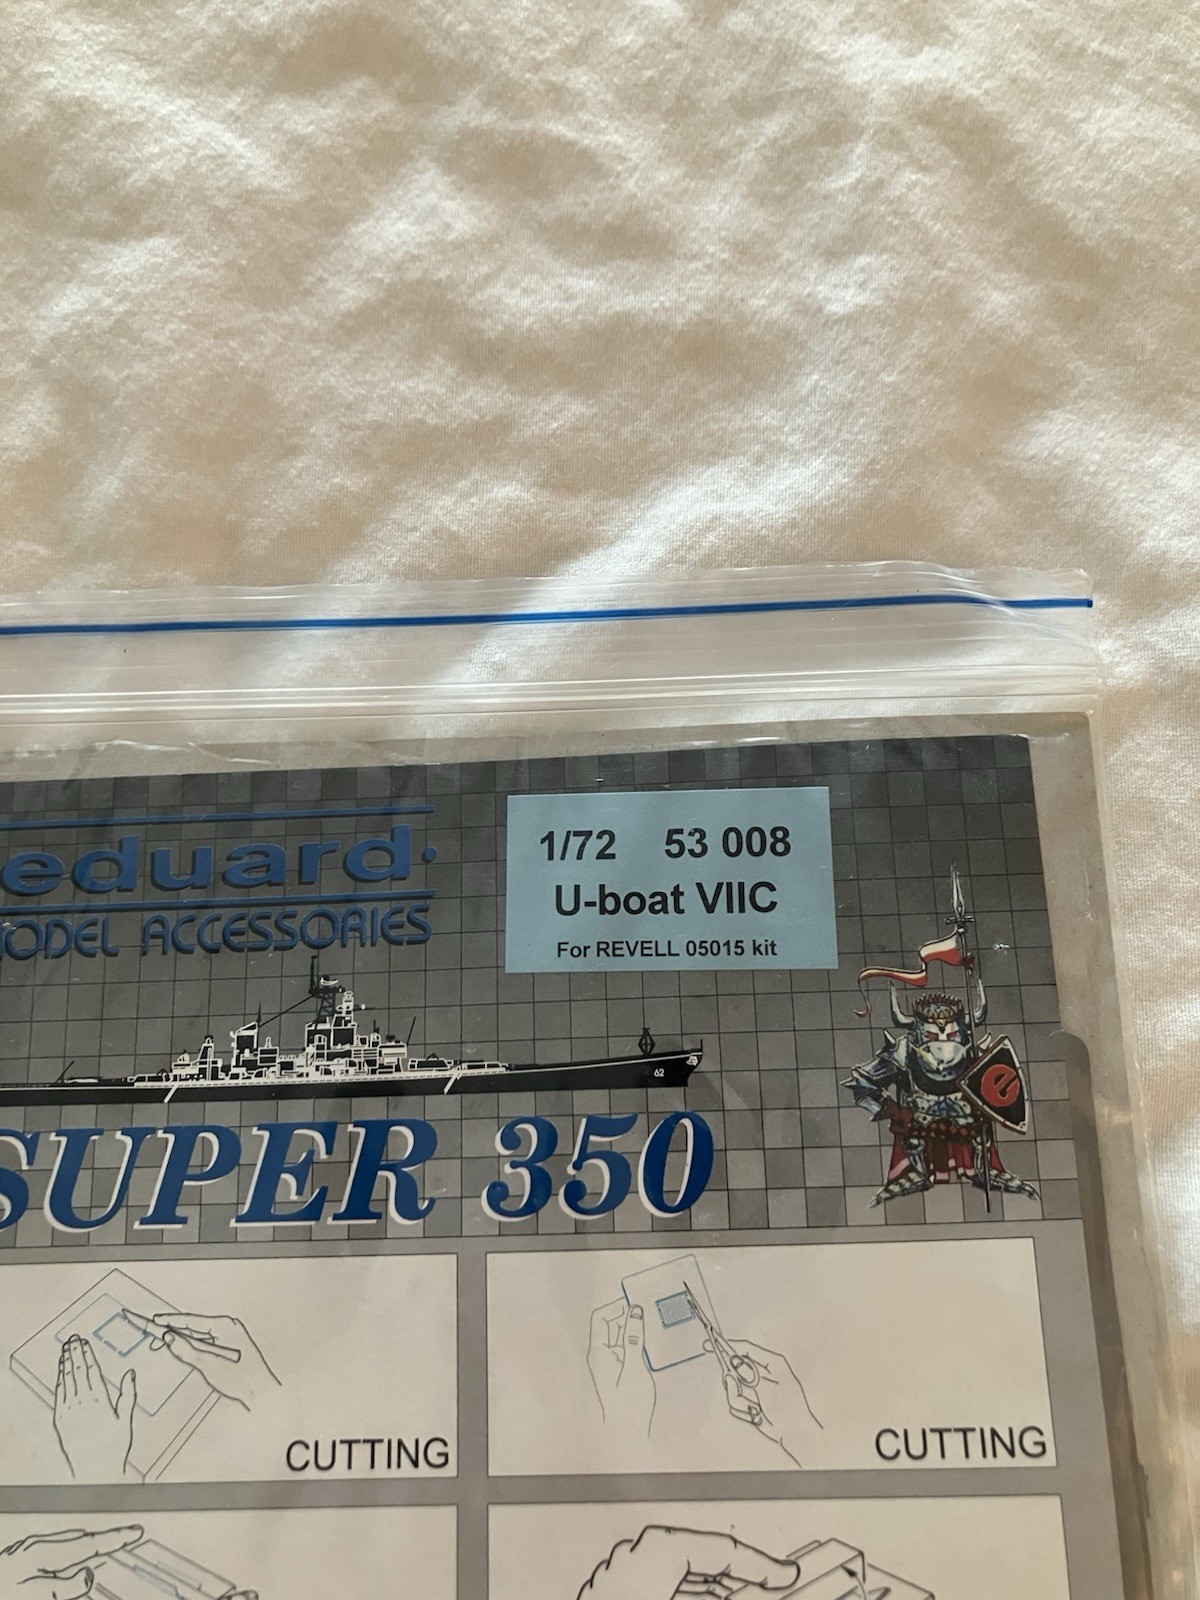 eduard
MODEL ACCESSORIES
1/72 53 008
U-boat VIIC
For REVELL 05015 kit
62
e
SUPER 350
CUTTING
CUTTING